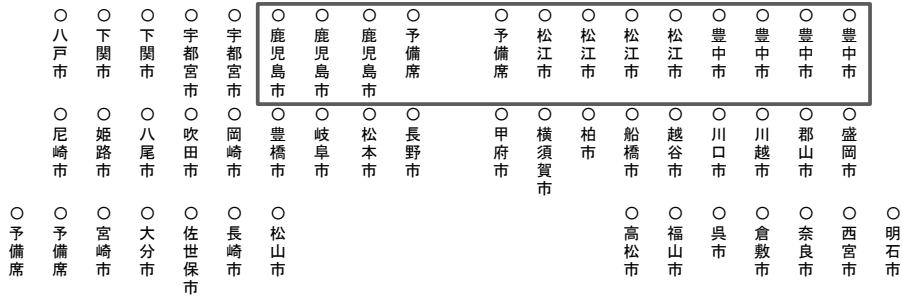 ○八戸市 ○下関市 ○下関市 ○宇都宮市 ○宇都宮市 ○鹿児島市 ○鹿児島市 ○鹿児島市 ○予備席 ○予備席 ○松江市 ○松江市 ○松江市 ○松江市 ○豊中市 ○豊中市 ○豊中市 ○豊中市
○尼崎市 ○姫路市 ○八尾市 ○吹田市 ○岡崎市 ○豊橋市 ○岐阜市 ○松本市 ○長野市 ○甲府市 ○横須賀市 ○柏市 ○船橋市 ○越谷市 ○川口市 ○川越市 ○郡山市 ○盛岡市
○予備席 ○予備席 ○宮崎市 ○大分市 ○佐世保市 ○長崎市 ○松山市 ○高松市 ○福山市 ○呉市 ○倉敷市 ○奈良市 ○西宮市 ○明石市